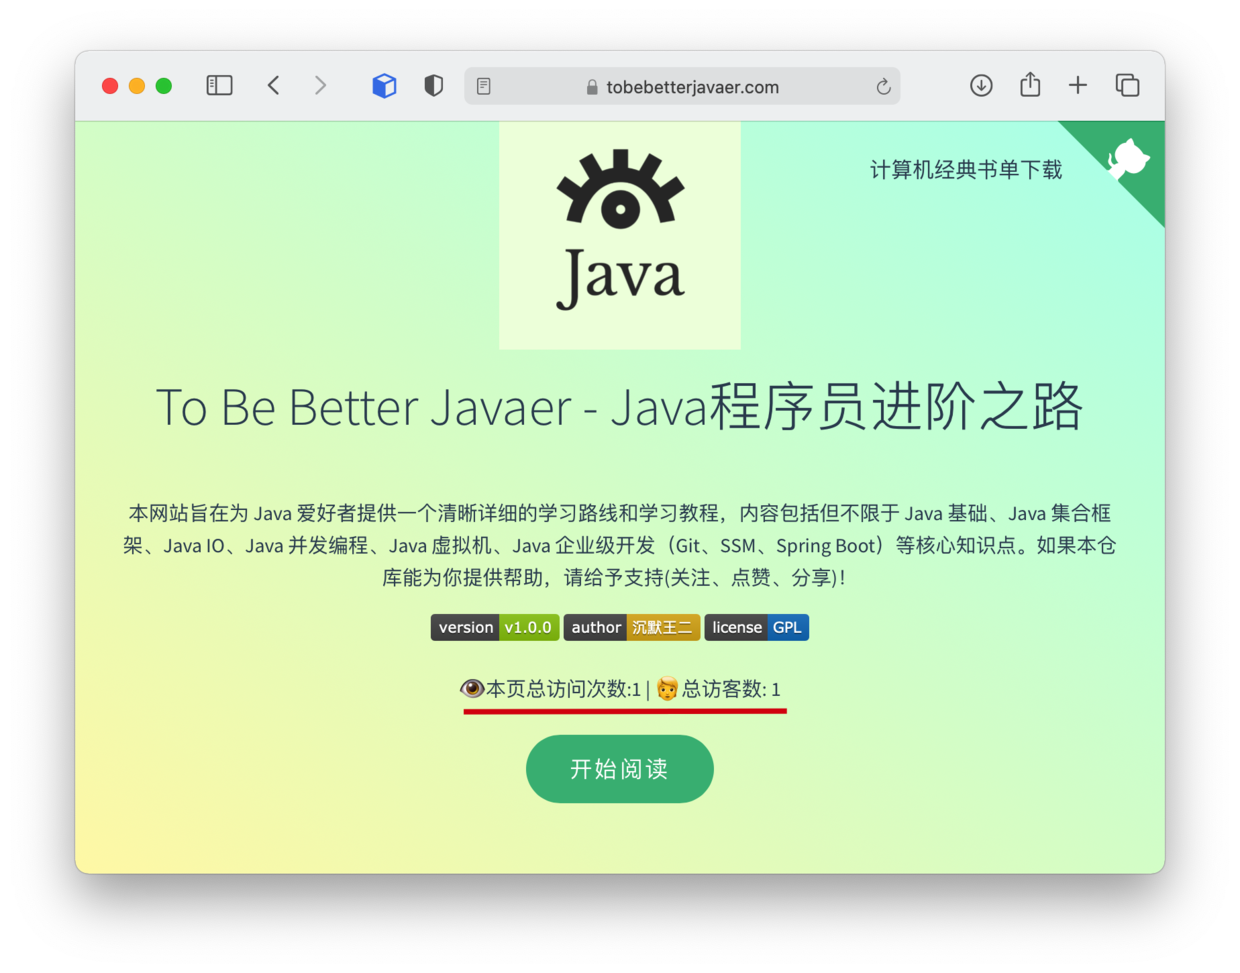 tobebetterjavaer.com
计算机经典书单下载
Java
To Be Better Javaer - Java程序员进阶之路
本网站旨在为 Java 爱好者提供一个清晰详细的学习路线和学习教程，内容包括但不限于 Java 基础、Java 集合框
架、Java IO、Java 并发编程、Java 虚拟机、Java 企业级开发（Git、SSM、Spring Boot）等核心知识点。如果本仓
库能为你提供帮助，请给予支持(关注、点赞、分享)！
version v1.0.0 author 沉默王二 license GPL
👁️本页总访问次数:1 | 🧑总访客数: 1
开始阅读